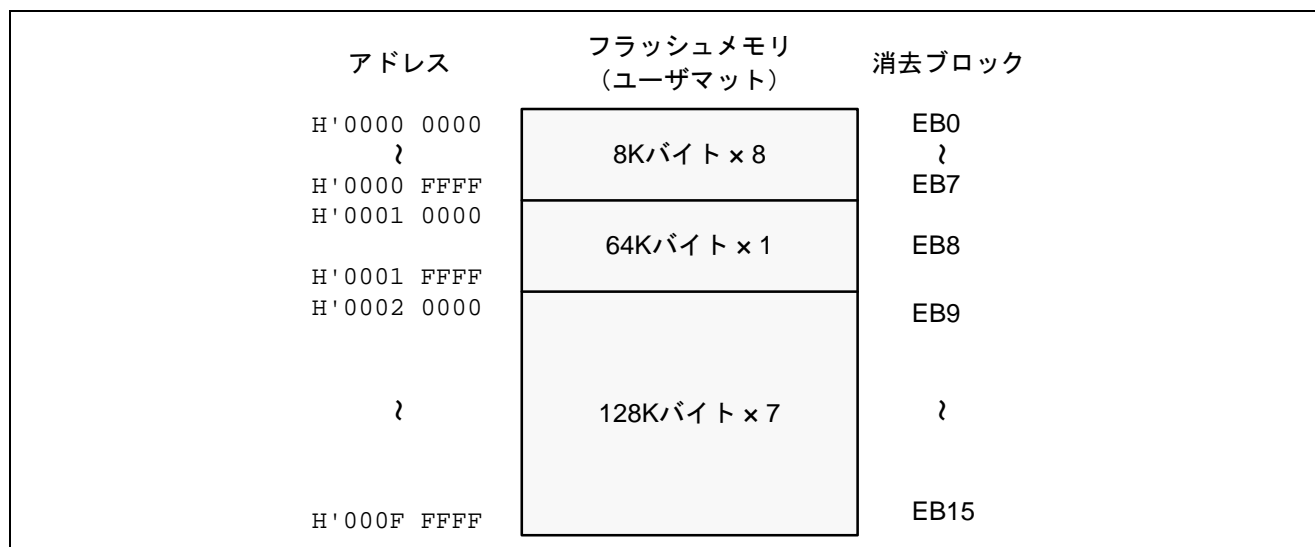 アドレス
フラッシュメモリ
(ユーザマット)
消去ブロック
H'0000 0000
~
H'0000 FFFF
8Kバイト × 8
EB0
~
EB7
H'0001 0000
H'0001 FFFF
64Kバイト × 1
EB8
H'0002 0000
~
H'000F FFFF
128Kバイト × 7
EB9
~
EB15